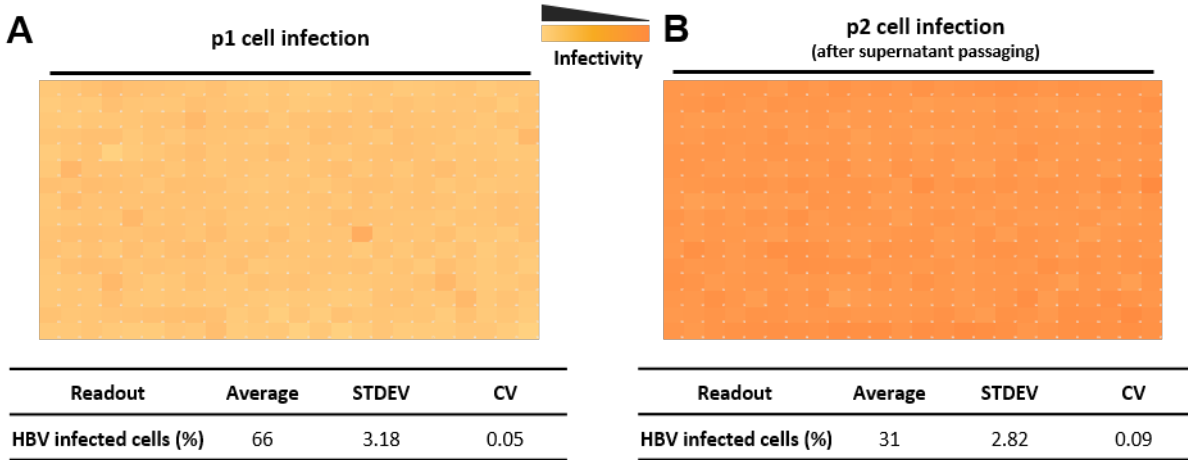 A
p1 cell infection
Infectivity
B
p2 cell infection
(after supernatant passaging)
Readout Average STDEV CV
HBV infected cells (%) 66 3.18 0.05
Readout Average STDEV CV
HBV infected cells (%) 31 2.82 0.09